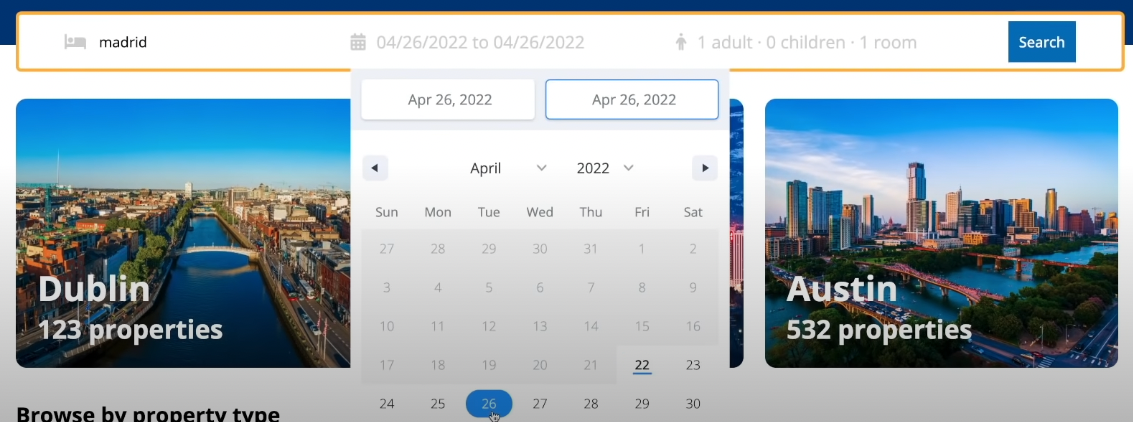 madrid
04/26/2022 to 04/26/2022
1 adult · 0 children · 1 room
Search
Apr 26, 2022
Apr 26, 2022
April
2022
Sun Mon Tue Wed Thu Fri Sat
27 28 29 30 31 1 2
3 4 5 6 7 8 9
10 11 12 13 14 15 16
17 18 19 20 21 22 23
24 25 26 27 28 29 30
Dublin
123 properties
Austin
532 properties
Browse by property type